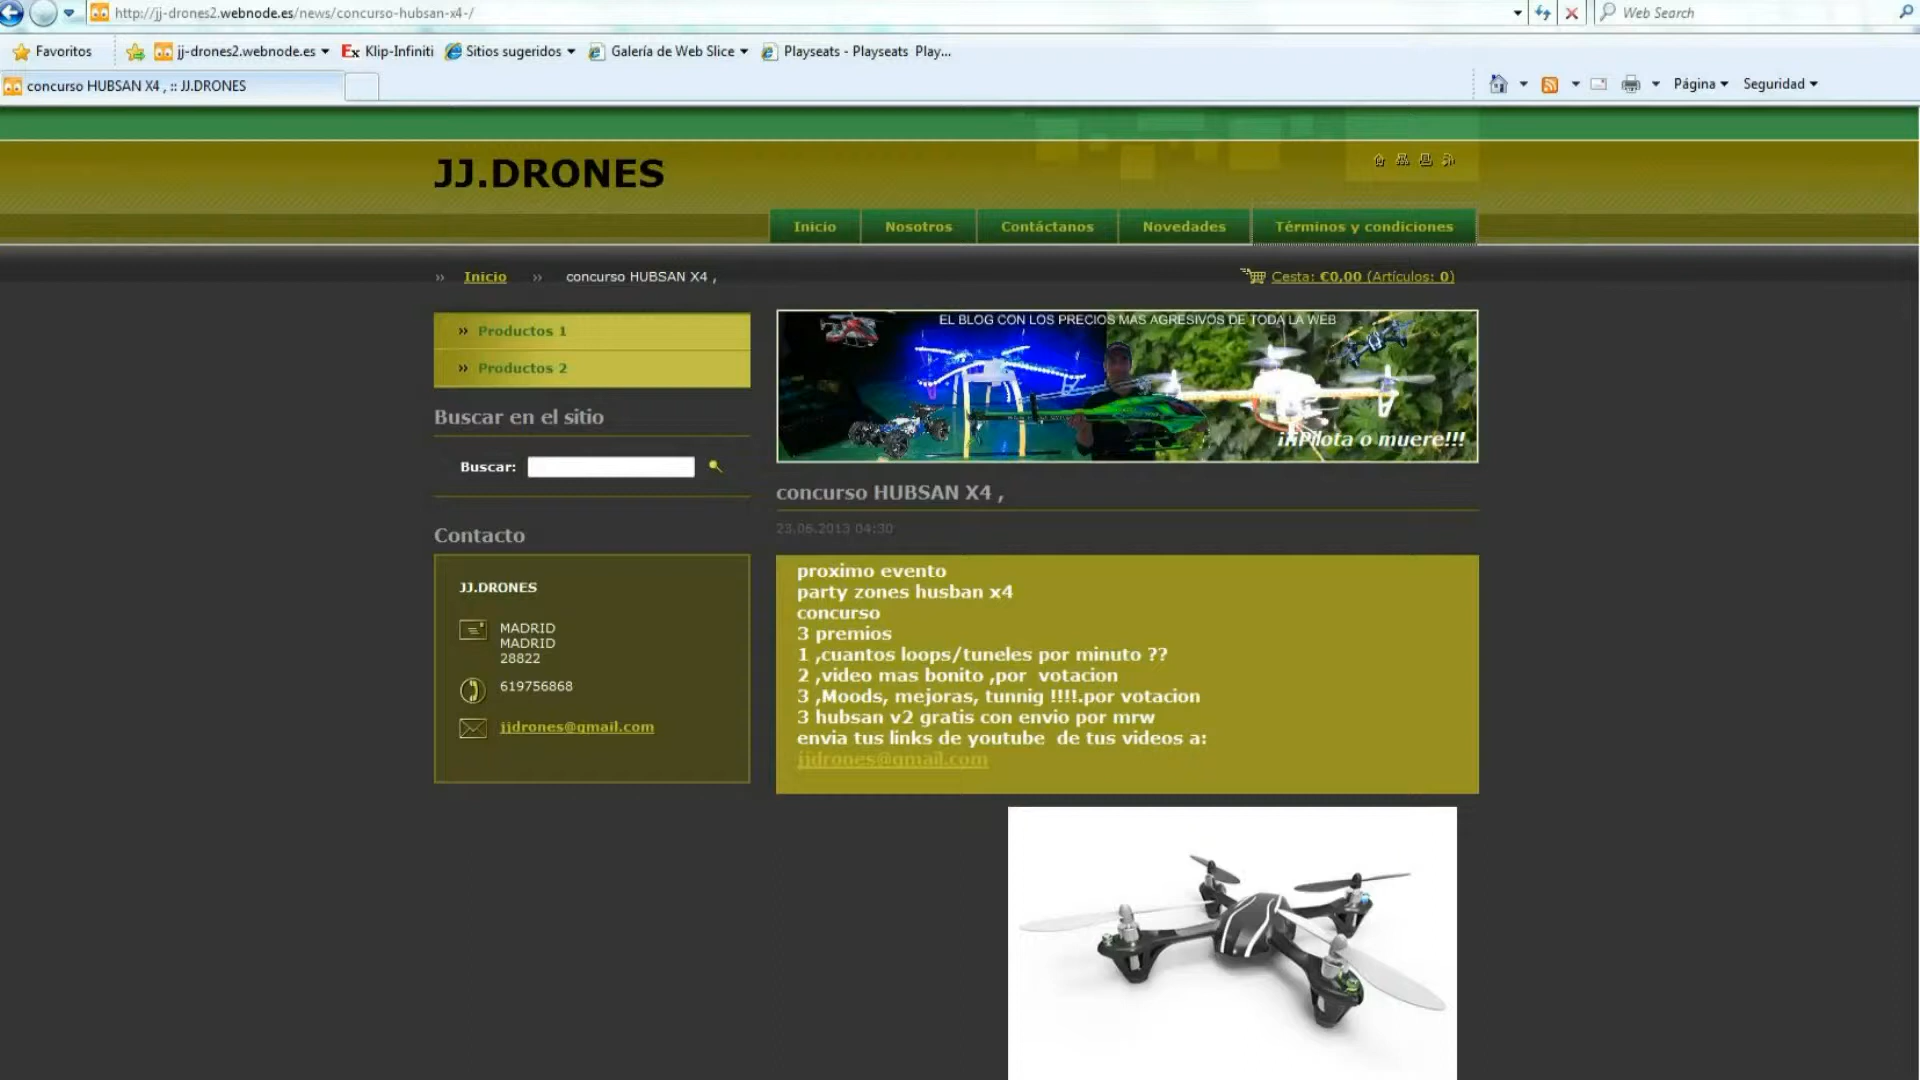 http://jj-drones2.webnode.es/news/concurso-hubsan-x4-/
Web Search
Favoritos
jj-drones2.webnode.es
Ex Klip-Infiniti
Sitios sugeridos
Galería de Web Slice
Playseats - Playseats Play...
concurso HUBSAN X4 , :: JJ.DRONES
Página
Seguridad
JJ.DRONES
Inicio
Nosotros
Contáctanos
Novedades
Términos y condiciones
›› Inicio ›› concurso HUBSAN X4 ,
Cesta: €0,00 (Artículos: 0)
›› Productos 1
›› Productos 2
Buscar en el sitio
Buscar:
Contacto
JJ.DRONES
MADRID
MADRID
28822
619756868
jjdrones@gmail.com
EL BLOG CON LOS PRECIOS MAS AGRESIVOS DE TODA LA WEB
¡¡¡Pilota o muere!!!
concurso HUBSAN X4 ,
23.06.2013 04:30
proximo evento
party zones husban x4
concurso
3 premios
1 ,cuantos loops/tuneles por minuto ??
2 ,video mas bonito ,por votacion
3 ,Moods, mejoras, tunnig !!!!.por votacion
3 hubsan v2 gratis con envio por mrw
envia tus links de youtube de tus videos a:
jjdrones@gmail.com